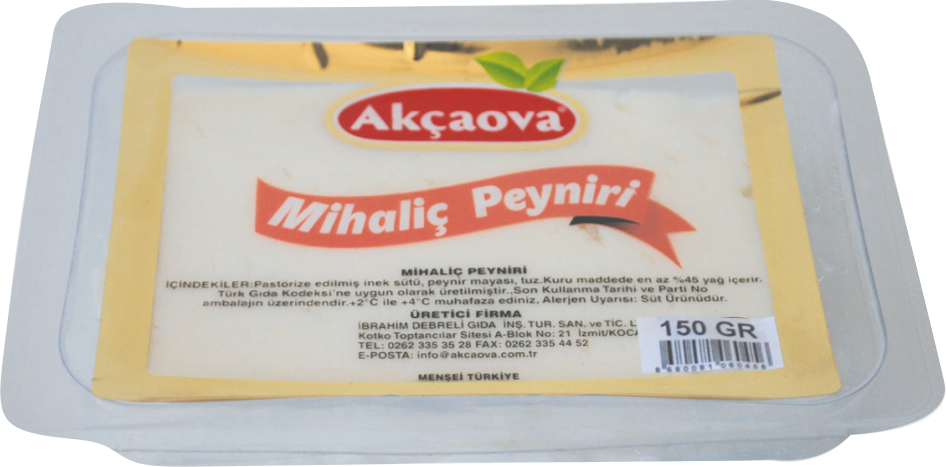 Akçaova
Mihaliç Peyniri
MİHALİÇ PEYNİRİ
İÇİNDEKİLER:Pastörize edilmiş inek sütü, peynir mayası, tuz.Kuru maddede en az %45 yağ içerir.
Türk Gıda Kodeksi'ne uygun olarak üretilmiştir.,Son Kullanma Tarihi ve Parti No
ambalajın üzerindendir.+2°C ile +4°C muhafaza ediniz, Alerjen Uyarısı: Süt Ürünüdür.
ÜRETİCİ FİRMA
İBRAHİM DEBRELİ GIDA İNŞ. TUR. SAN. ve TİC. L
Kotko Toptancılar Sitesi A-Blok No: 21 İzmit/KOCA
TEL: 0262 335 35 28 FAX: 0262 335 44 52
E-POSTA: info@akcaova.com.tr
MENŞEİ TÜRKİYE
150 GR